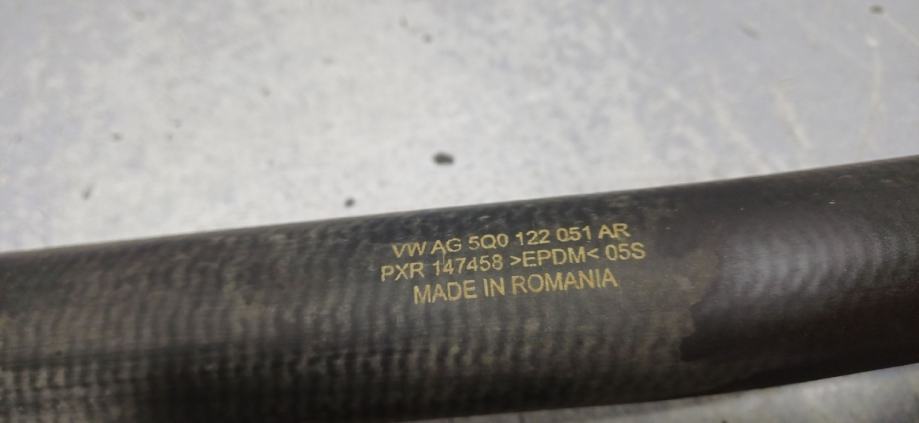 VW AG 5Q0 122 051 AR
PXR 147458 >EPDM< 05S
MADE IN ROMANIA